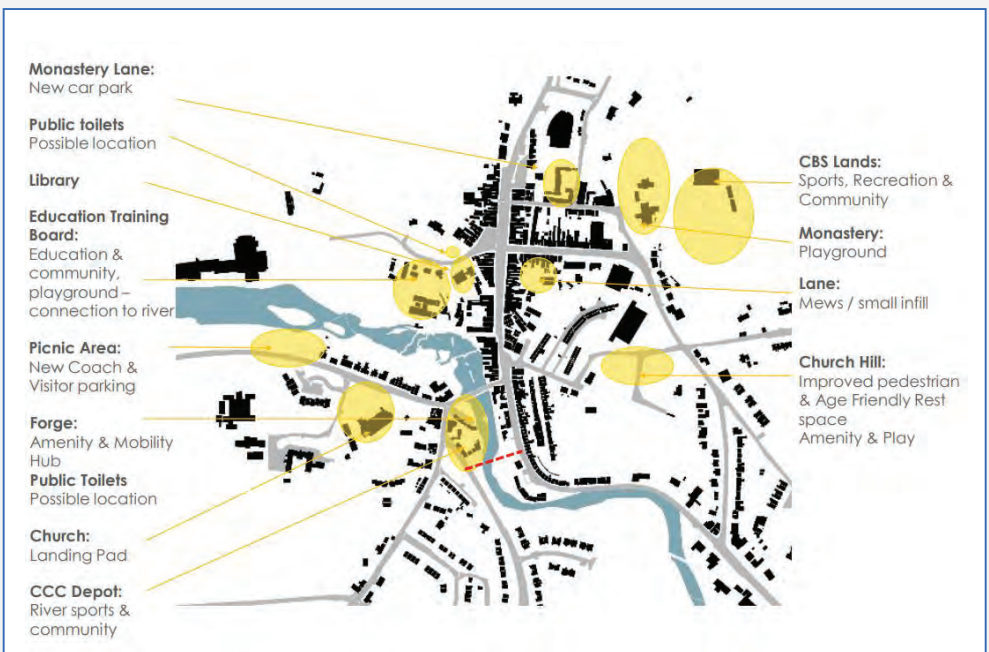 Monastery Lane:
New car park
Public toilets
Possible location
Library
Education Training
Board:
Education &
community,
playground –
connection to river
Picnic Area:
New Coach &
Visitor parking
Forge:
Amenity & Mobility
Hub
Public Toilets
Possible location
Church:
Landing Pad
CCC Depot:
River sports &
community
CBS Lands:
Sports, Recreation &
Community
Monastery:
Playground
Lane:
Mews / small infill
Church Hill:
Improved pedestrian
& Age Friendly Rest
space
Amenity & Play